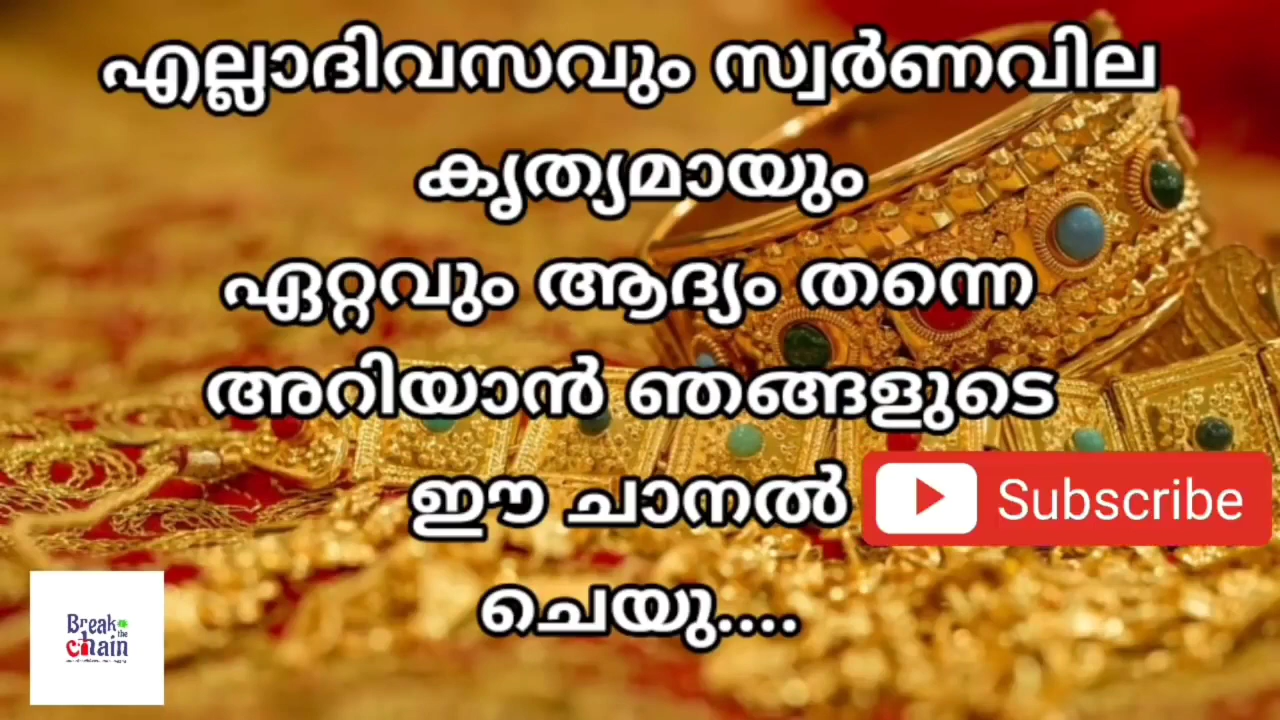 എല്ലാദിവസവും സ്വർണവില
കൃത്യമായും
ഏറ്റവും ആദ്യം തന്നെ
അറിയാൻ ഞങ്ങളുടെ
ഈ ചാനൽ Subscribe
ചെയു....
Break
the
chain